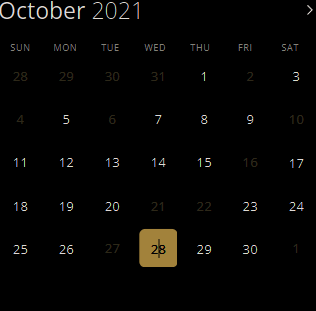 October 2021
SUN MON TUE WED THU FRI SAT
28 29 30 31 1 2 3
4 5 6 7 8 9 10
11 12 13 14 15 16 17
18 19 20 21 22 23 24
25 26 27 28 29 30 1